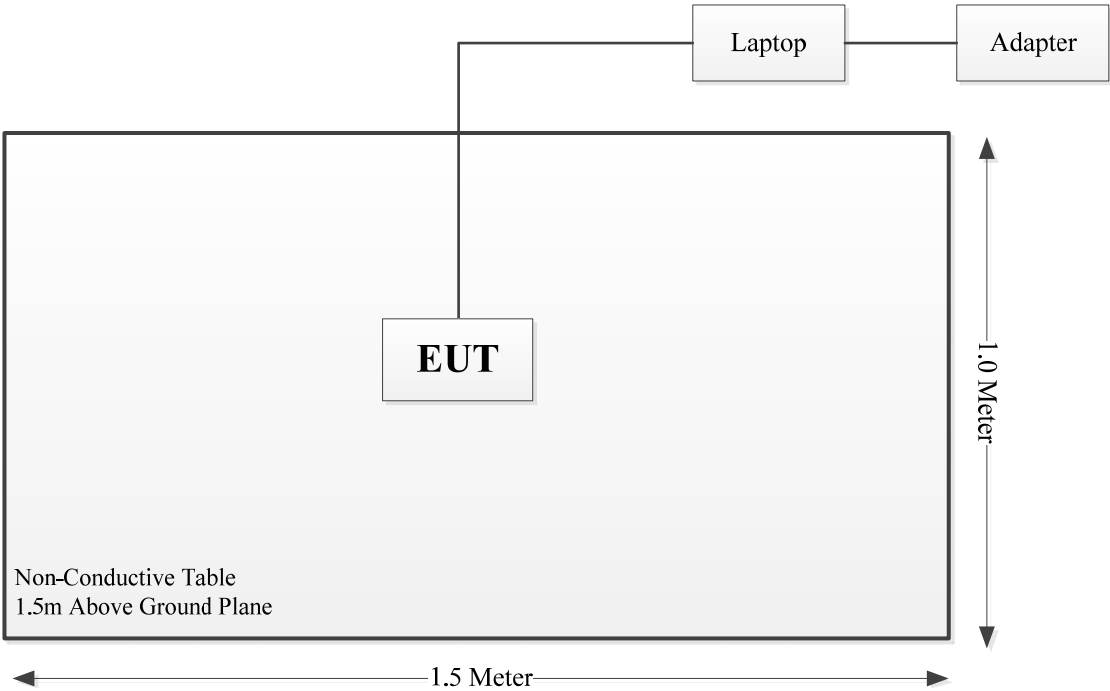 Laptop
Adapter
EUT
1.0 Meter
Non-Conductive Table
1.5m Above Ground Plane
1.5 Meter